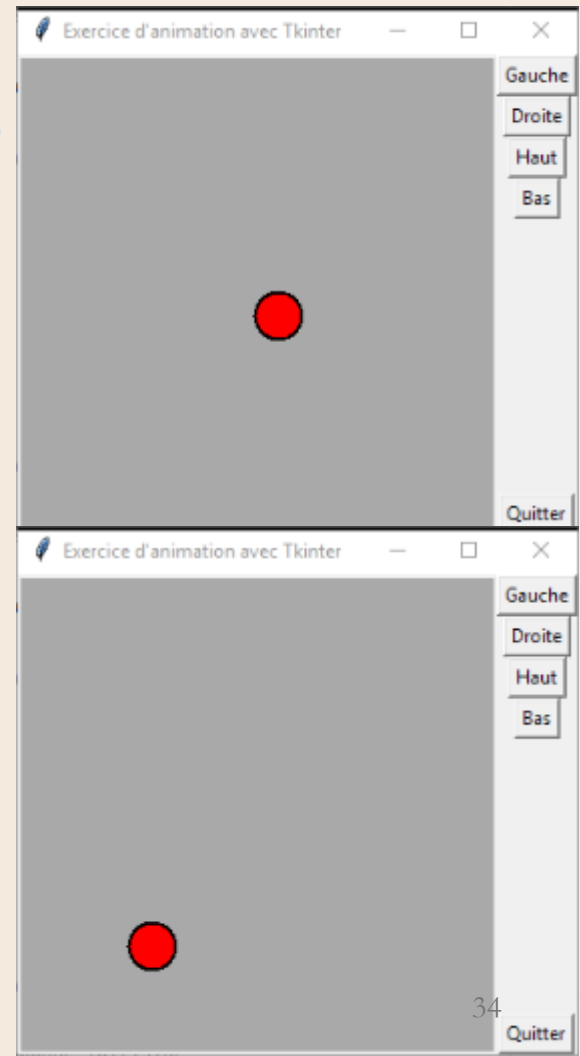 Exercice d'animation avec Tkinter
Gauche
Droite
Haut
Bas
Quitter
Exercice d'animation avec Tkinter
Gauche
Droite
Haut
Bas
34
Quitter